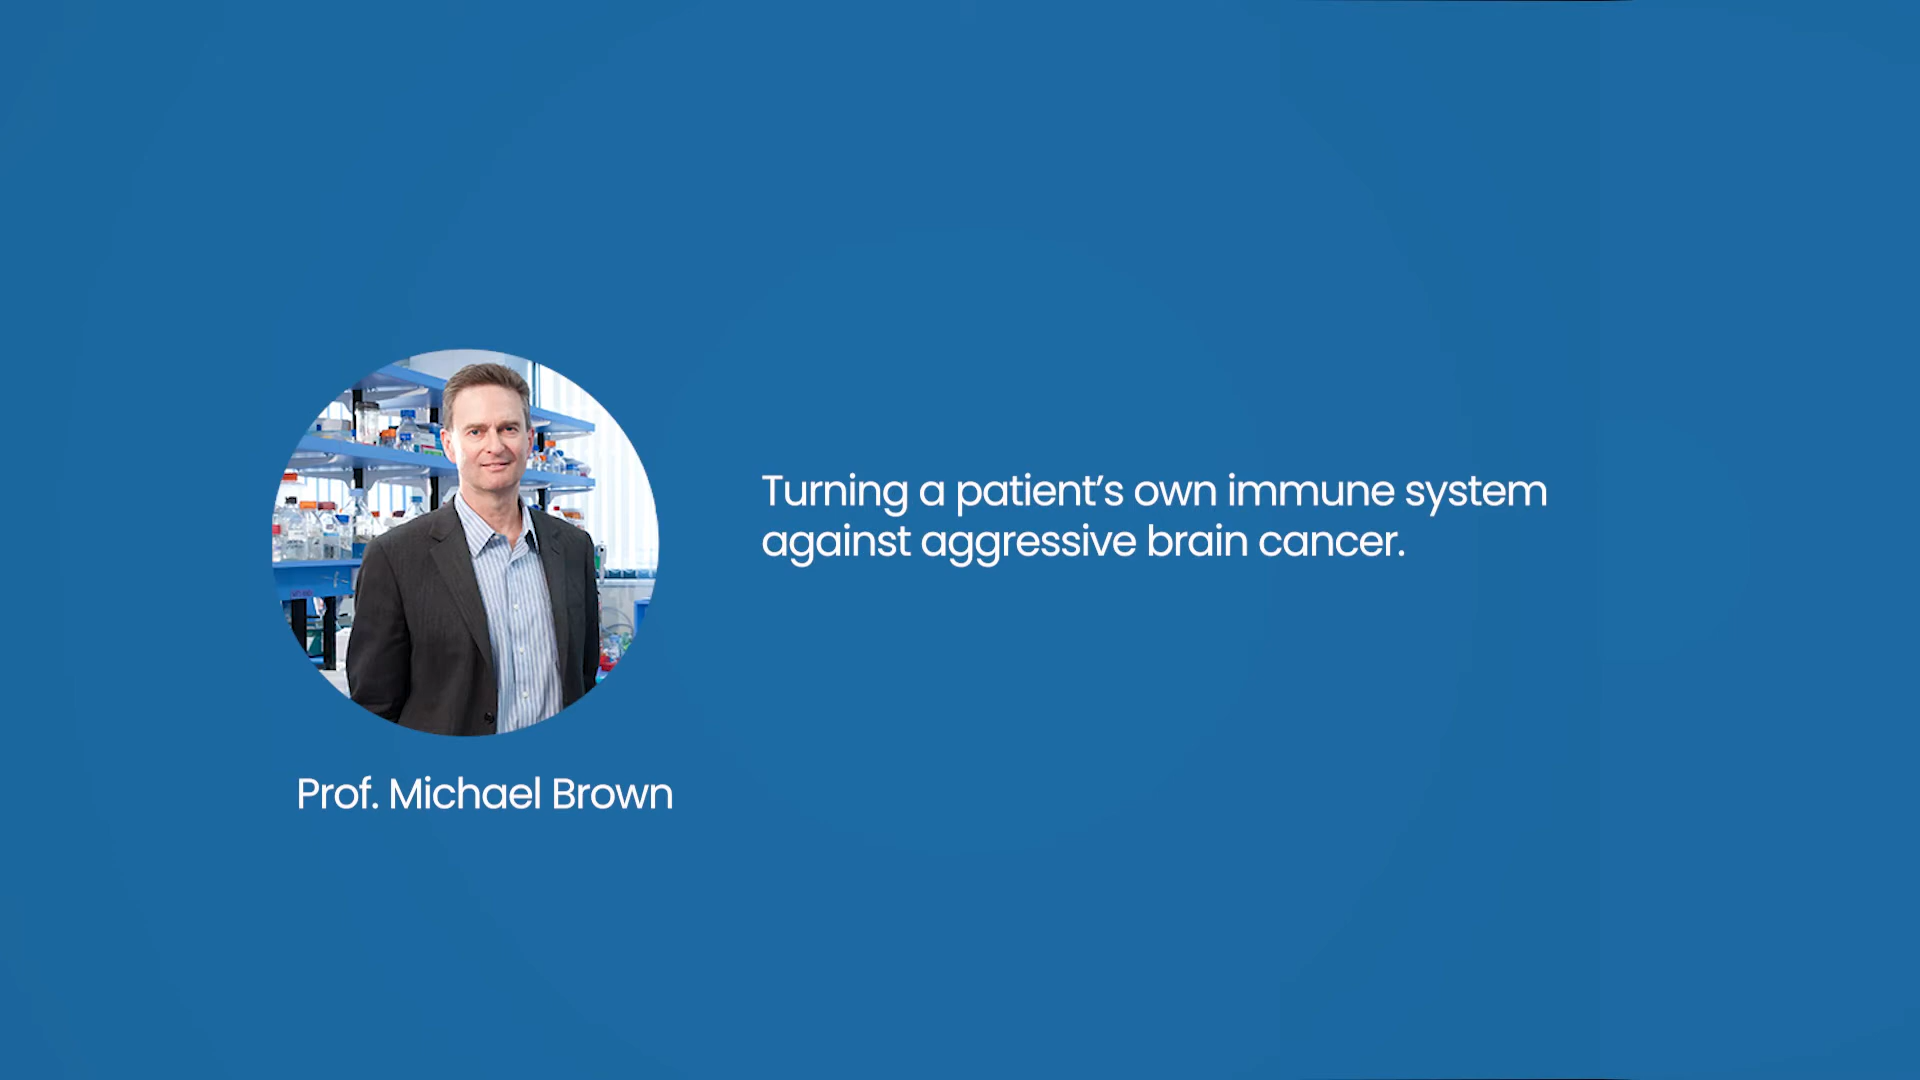 Turning a patient’s own immune system
against aggressive brain cancer.
Prof. Michael Brown